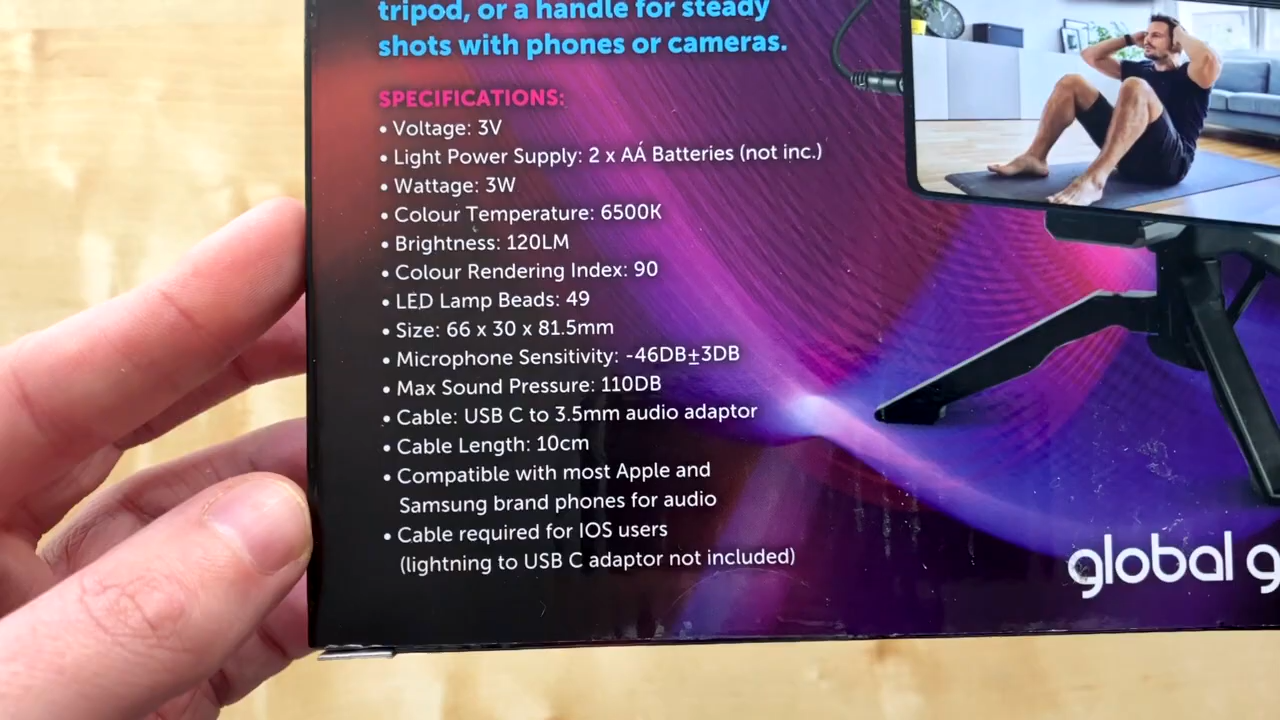 tripod, or a handle for steady
shots with phones or cameras.
SPECIFICATIONS:
• Voltage: 3V
• Light Power Supply: 2 x AÁ Batteries (not inc.)
• Wattage: 3W
• Colour Temperature: 6500K
• Brightness: 120LM
• Colour Rendering Index: 90
• LED Lamp Beads: 49
• Size: 66 x 30 x 81.5mm
• Microphone Sensitivity: -46DB±3DB
• Max Sound Pressure: 110DB
• Cable: USB C to 3.5mm audio adaptor
• Cable Length: 10cm
• Compatible with most Apple and
Samsung brand phones for audio
• Cable required for IOS users
(lightning to USB C adaptor not included)
global g